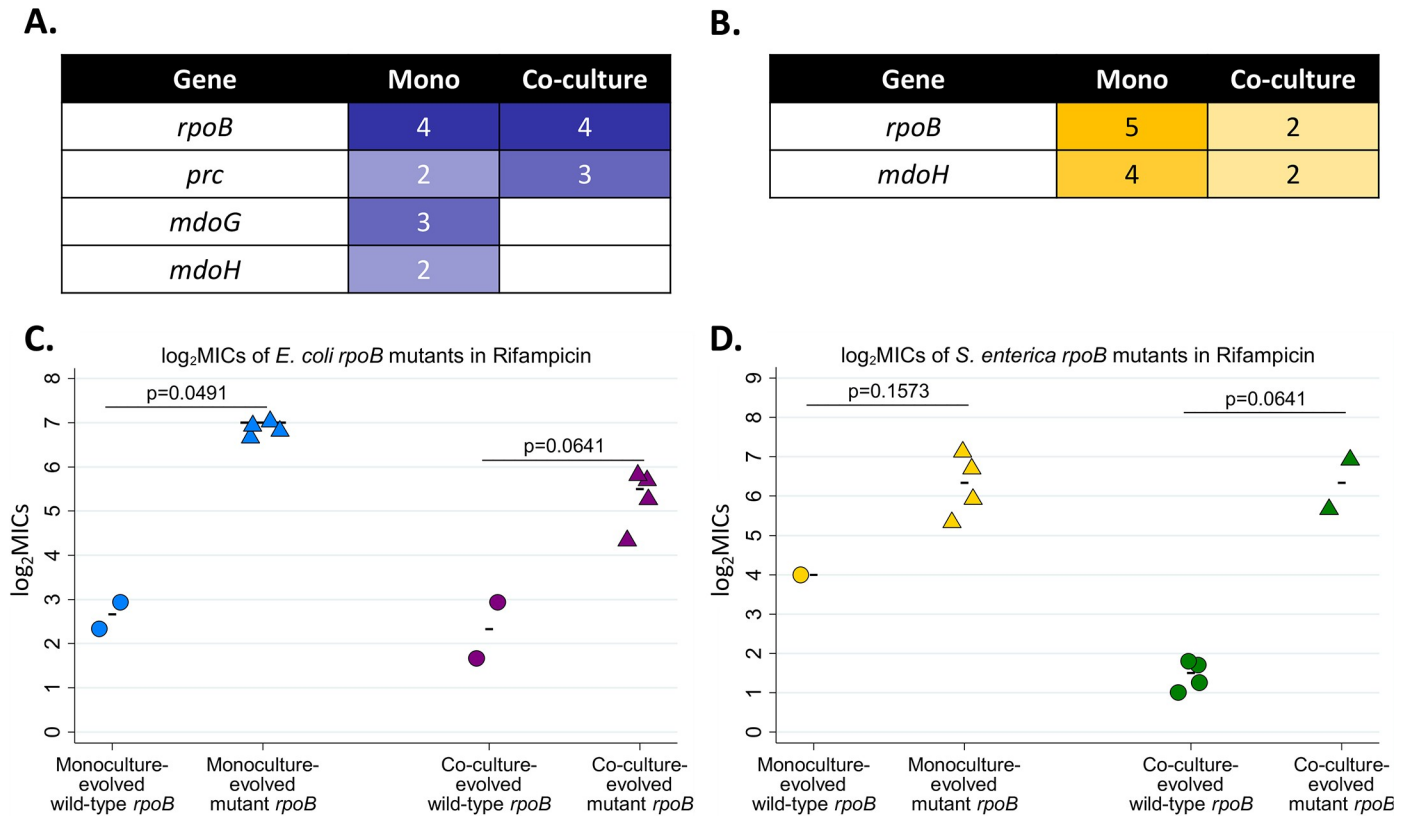 A.
Gene Mono Co-culture
rpoB 4 4
prc 2 3
mdoG 3
mdoH 2
B.
Gene Mono Co-culture
rpoB 5 2
mdoH 4 2
C.
log₂MICs of E. coli rpoB mutants in Rifampicin
log₂MICs
8
7
6
5
4
3
2
1
0
p=0.0491
p=0.0641
Monoculture-
evolved
wild-type rpoB
Monoculture-
evolved
mutant rpoB
Co-culture-
evolved
wild-type rpoB
Co-culture-
evolved
mutant rpoB
D.
log₂MICs of S. enterica rpoB mutants in Rifampicin
log₂MICs
9
8
7
6
5
4
3
2
1
0
p=0.1573
p=0.0641
Monoculture-
evolved
wild-type rpoB
Monoculture-
evolved
mutant rpoB
Co-culture-
evolved
wild-type rpoB
Co-culture-
evolved
mutant rpoB